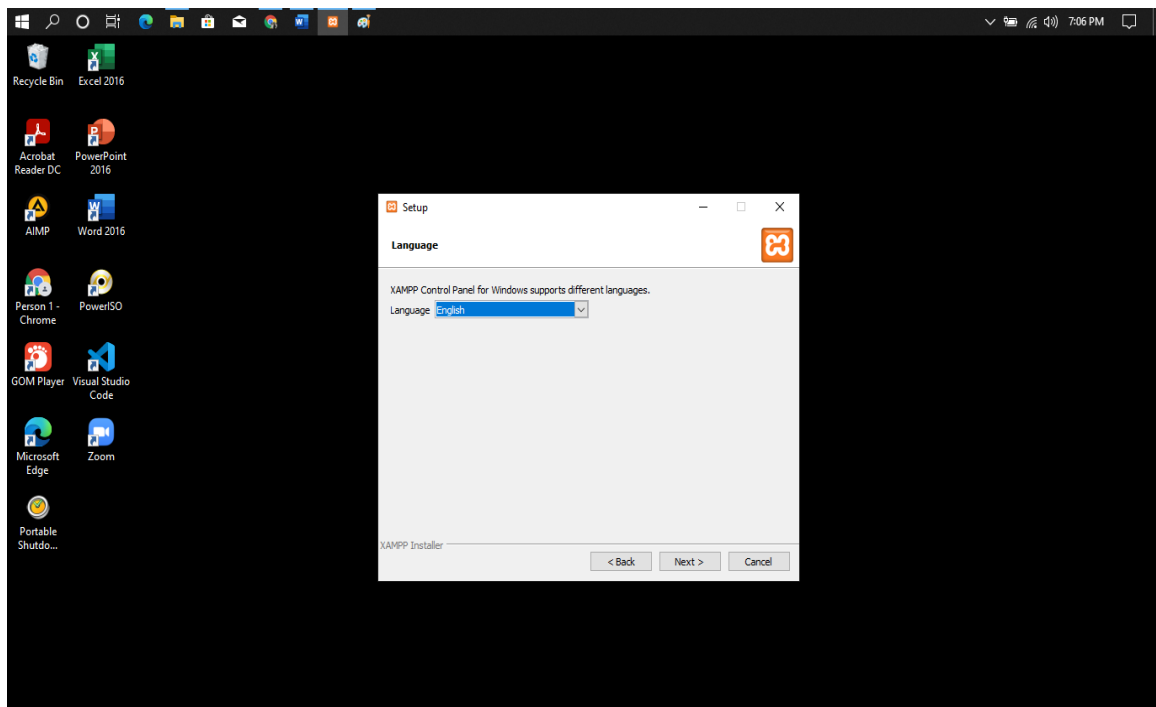 7:06 PM
Recycle Bin
Excel 2016
Acrobat
Reader DC
PowerPoint
2016
AIMP
Word 2016
Person 1 -
Chrome
PowerISO
GOM Player
Visual Studio
Code
Microsoft
Edge
Zoom
Portable
Shutdo...
Setup
Language
XAMPP Control Panel for Windows supports different languages.
Language English
XAMPP Installer
< Back Next > Cancel